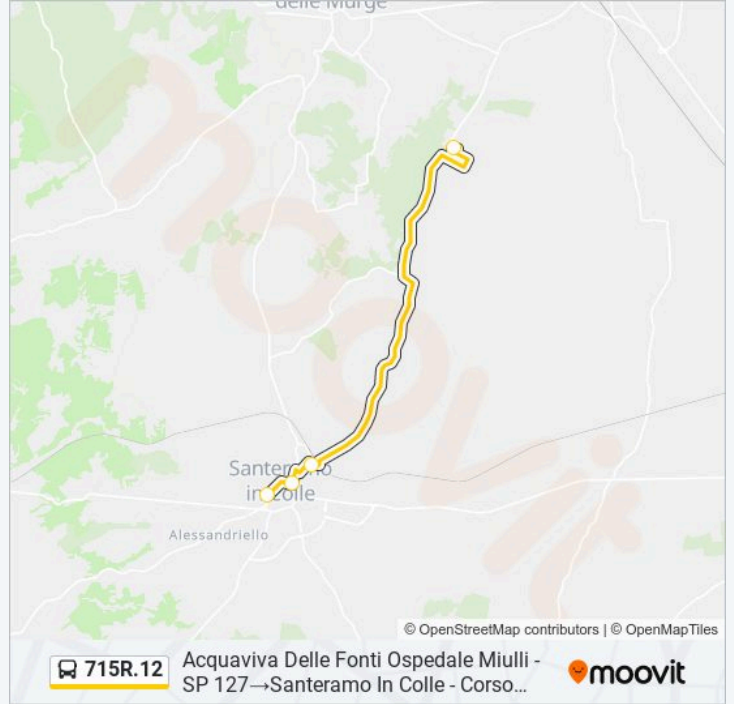 delle Murge
moovit
Santeramo
in Colle
Alessandriello
© OpenStreetMap contributors | © OpenMapTiles
715R.12
Acquaviva Delle Fonti Ospedale Miulli -
SP 127→Santeramo In Colle - Corso...
moovit